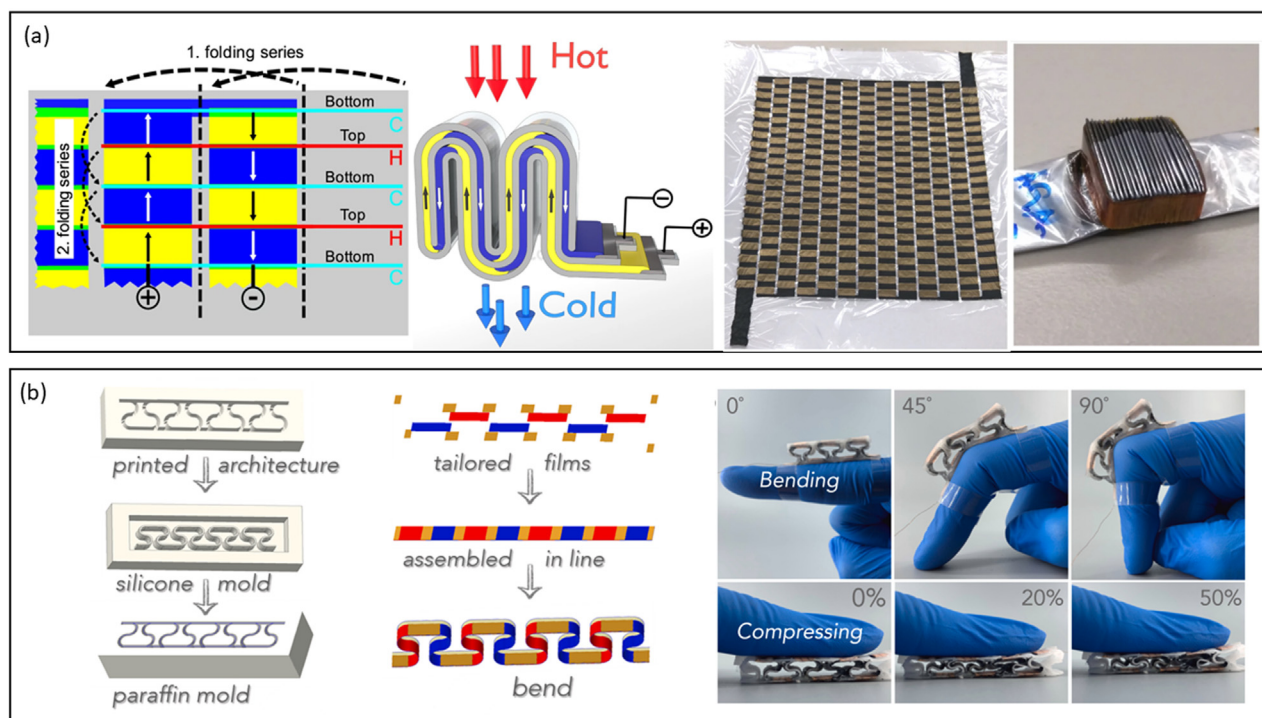 (a)
1. folding series
Bottom
C
Top
H
Bottom
C
Top
H
Bottom
C
2. folding series
+
-
Hot
Cold
-
+
(b)
printed architecture
silicone mold
paraffin mold
tailored films
assembled in line
bend
0°
45°
90°
Bending
0%
20%
50%
Compressing